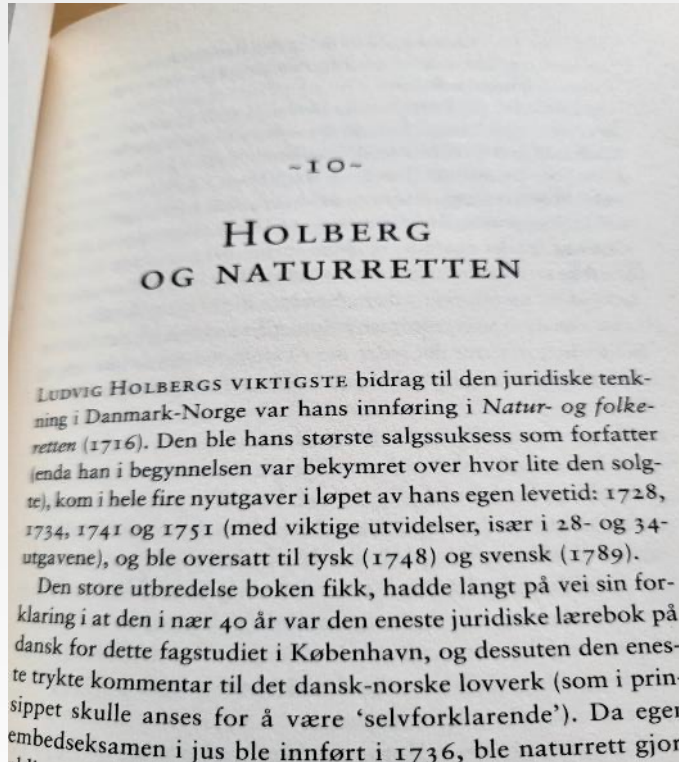 ~10~
HOLBERG
OG NATURRETTEN
LUDVIG HOLBERGS VIKTIGSTE bidrag til den juridiske tenk-
ning i Danmark-Norge var hans innføring i Natur- og folke-
retten (1716). Den ble hans største salgssuksess som forfatter
(enda han i begynnelsen var bekymret over hvor lite den solg-
te), kom i hele fire nyutgaver i løpet av hans egen levetid: 1728,
1734, 1741 og 1751 (med viktige utvidelser, især i 28- og 34-
utgavene), og ble oversatt til tysk (1748) og svensk (1789).
Den store utbredelse boken fikk, hadde langt på vei sin for-
klaring i at den i nær 40 år var den eneste juridiske lærebok på
dansk for dette fagstudiet i København, og dessuten den enes-
te trykte kommentar til det dansk-norske lovverk (som i prin-
sippet skulle anses for å være ‘selvforklarende’). Da egen
embedseksamen i jus ble innført i 1736, ble naturrett gjor